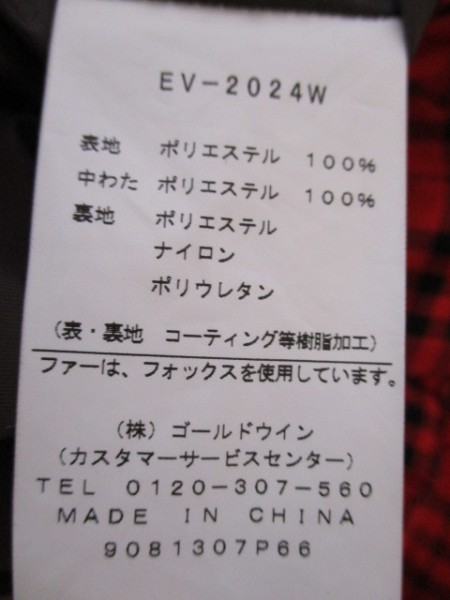 EV-2024W
表地 ポリエステル 100%
中わた ポリエステル 100%
裏地 ポリエステル
ナイロン
ポリウレタン
(表・裏地 コーティング等樹脂加工)
ファーは、フォックスを使用しています。
(株)ゴールドウイン
(カスタマーサービスセンター)
TEL 0120-307-560
MADE IN CHINA
9081307P66